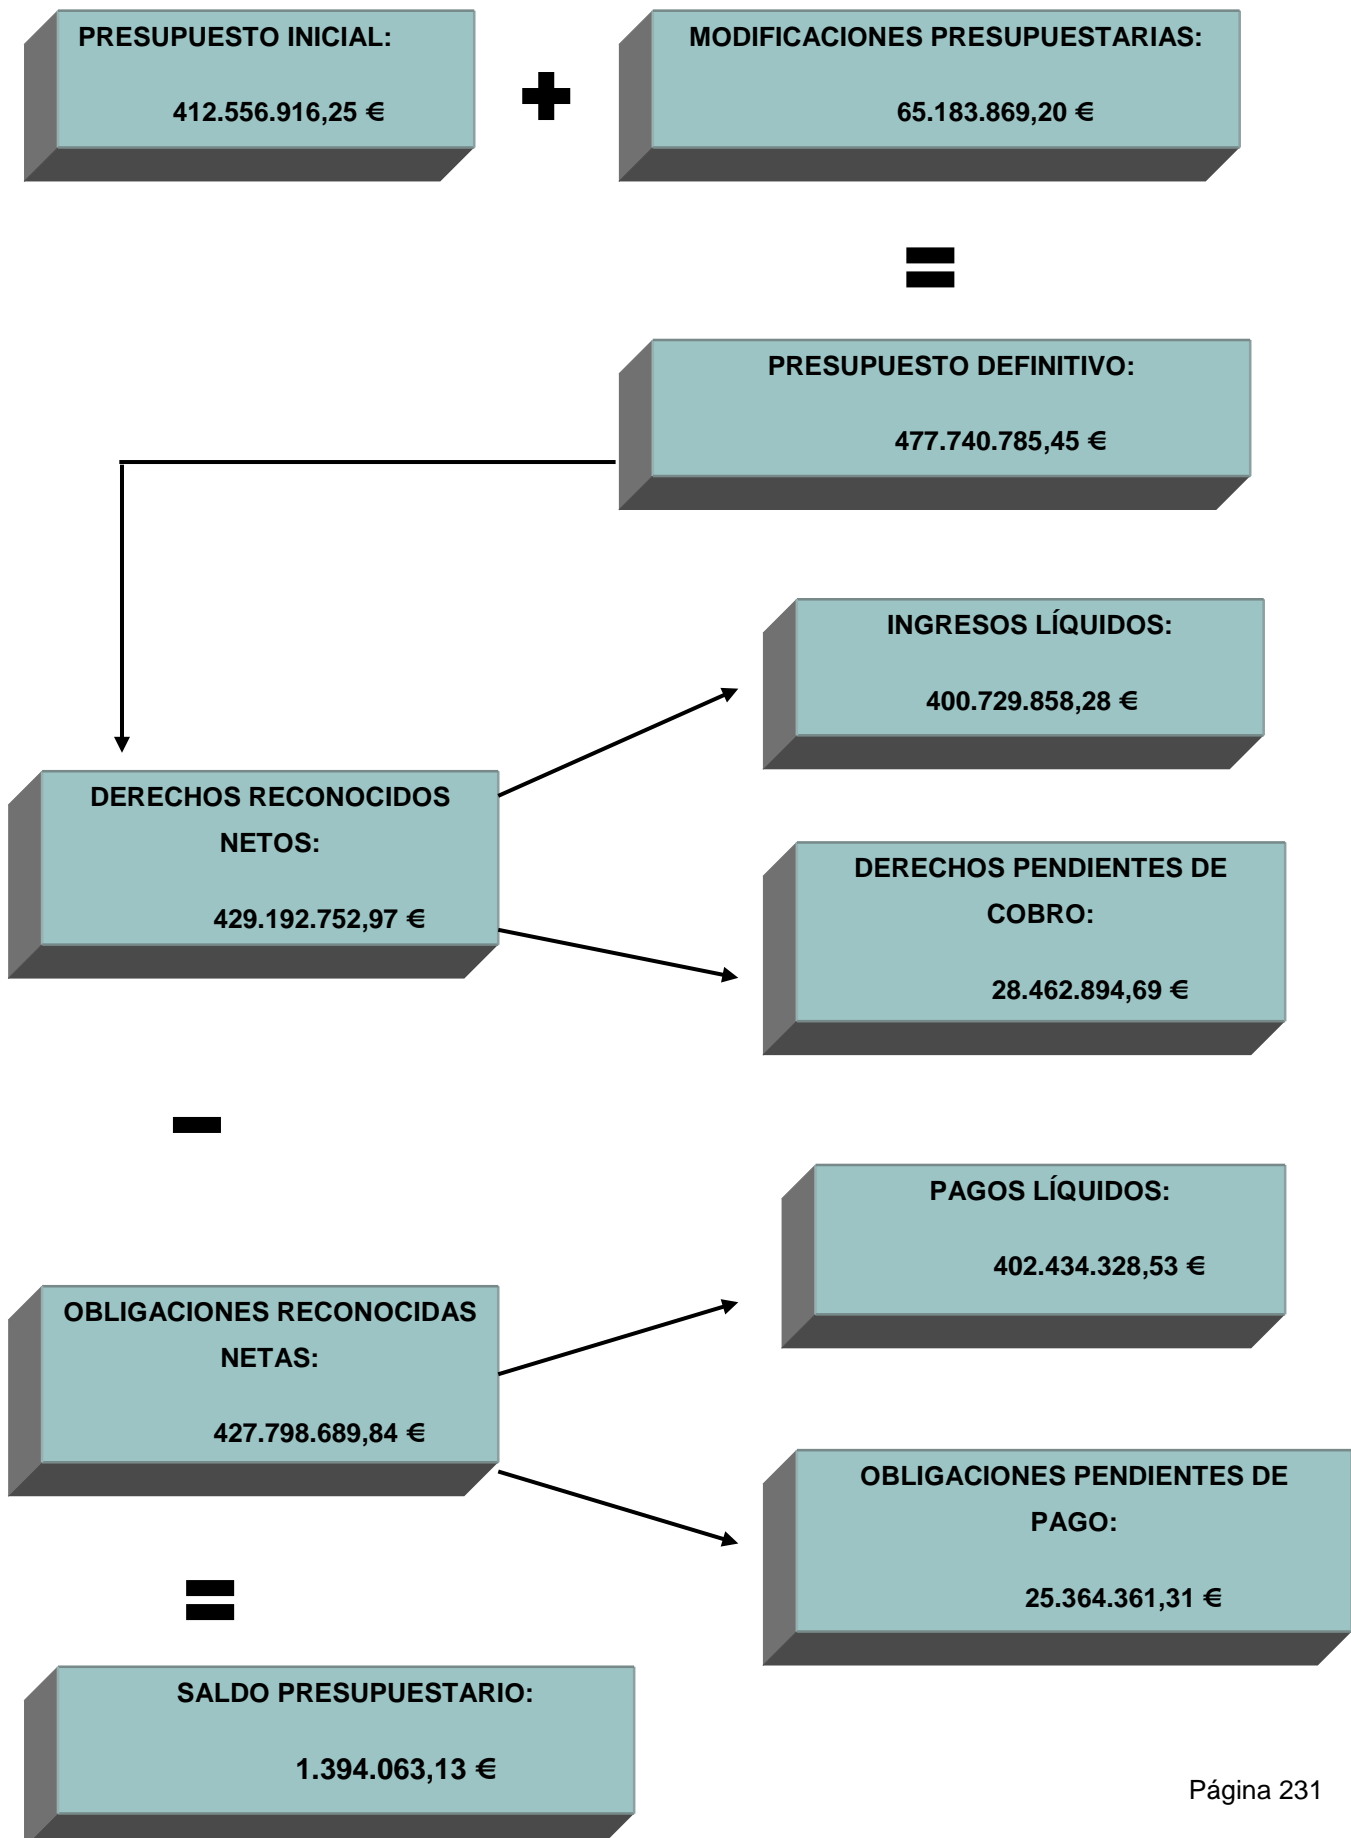 PRESUPUESTO INICIAL:
412.556.916,25 €
MODIFICACIONES PRESUPUESTARIAS:
65.183.869,20 €
PRESUPUESTO DEFINITIVO:
477.740.785,45 €
INGRESOS LÍQUIDOS:
400.729.858,28 €
DERECHOS RECONOCIDOS
NETOS:
429.192.752,97 €
DERECHOS PENDIENTES DE
COBRO:
28.462.894,69 €
PAGOS LÍQUIDOS:
402.434.328,53 €
OBLIGACIONES RECONOCIDAS
NETAS:
427.798.689,84 €
OBLIGACIONES PENDIENTES DE
PAGO:
25.364.361,31 €
SALDO PRESUPUESTARIO:
1.394.063,13 €
Página 231